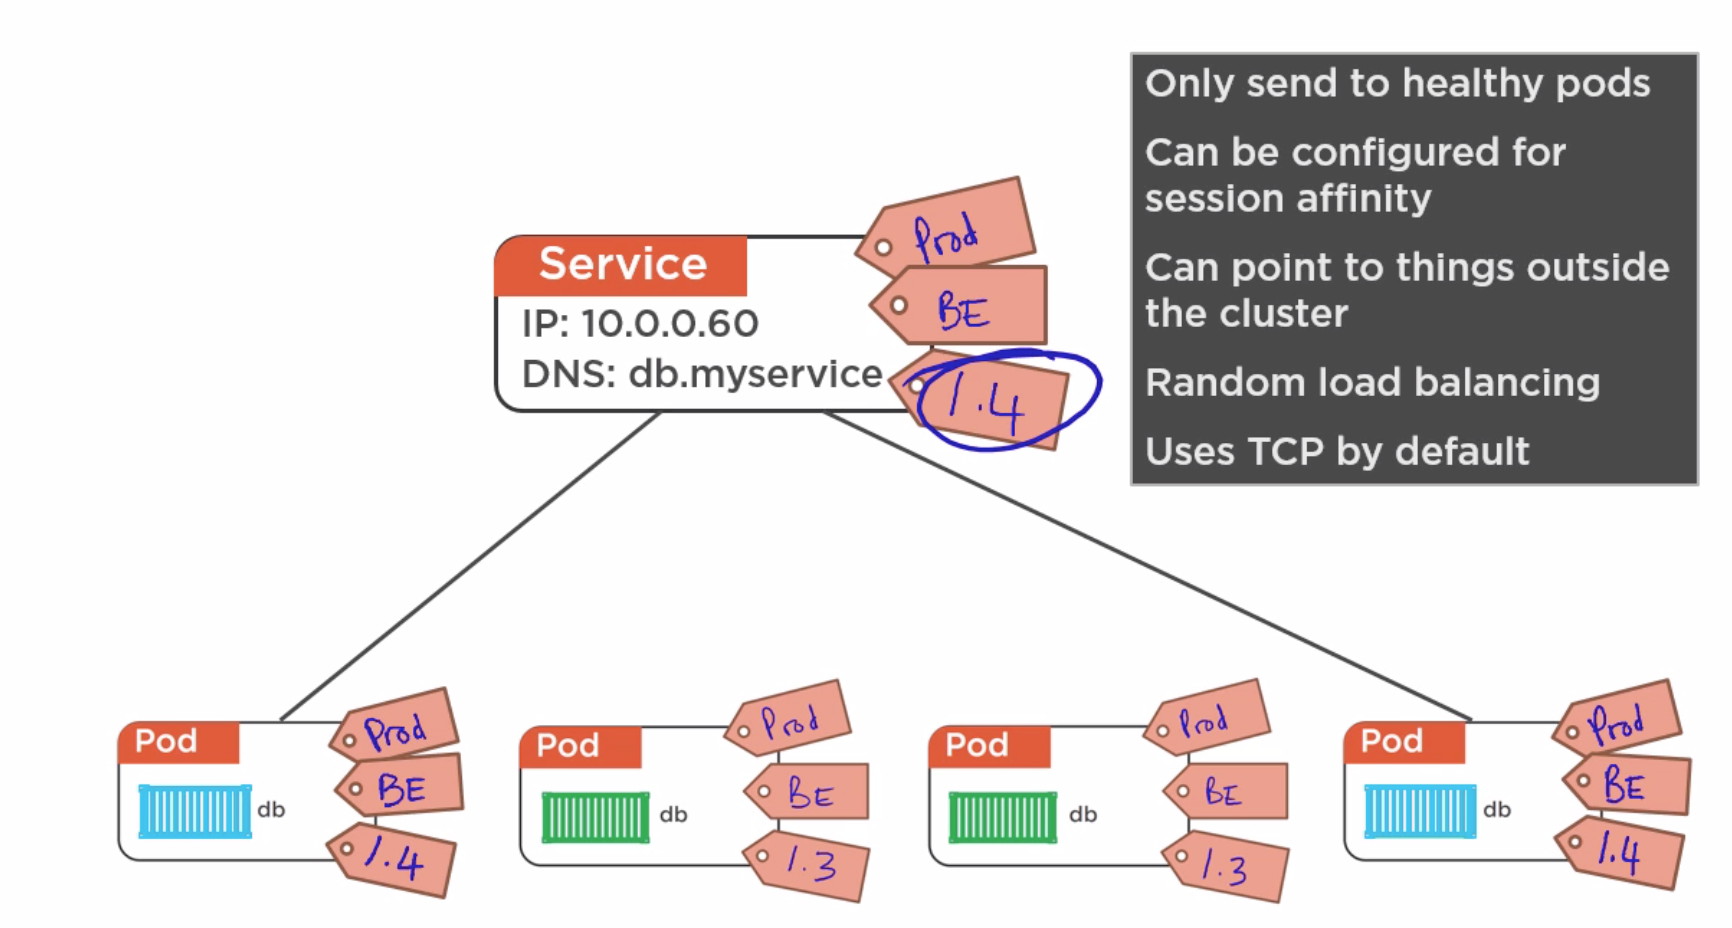 Only send to healthy pods
Can be configured for
session affinity
Can point to things outside
the cluster
Random load balancing
Uses TCP by default
Service
IP: 10.0.0.60
DNS: db.myservice
Prod
BE
1.4
Pod
db
Prod
BE
1.4
Pod
db
Prod
BE
1.3
Pod
db
Prod
BE
1.3
Pod
db
Prod
BE
1.4